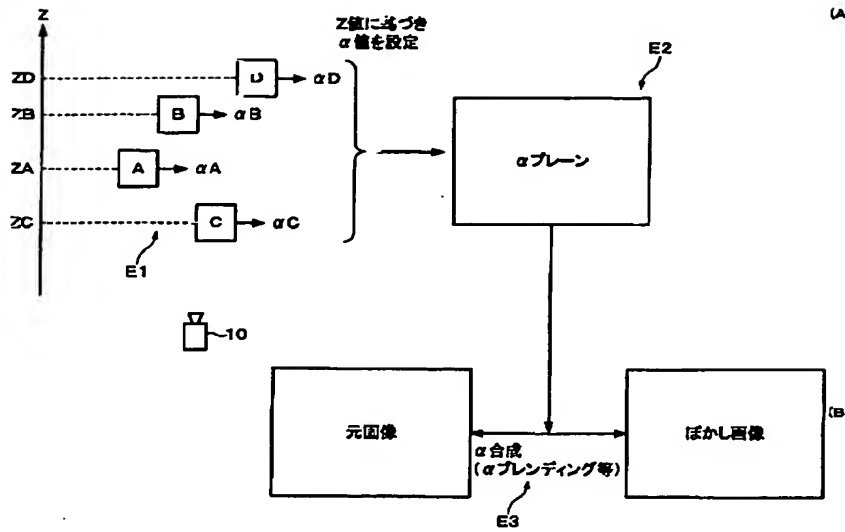 Z
(A
Z値に基づき
α値を設定
ZD
D
αD
ZB
B
αB
ZA
A
αA
ZC
C
αC
E1
E2
αプレーン
10
元画像
ぼかし画像
(B
α合成
(αブレンディング等)
E3